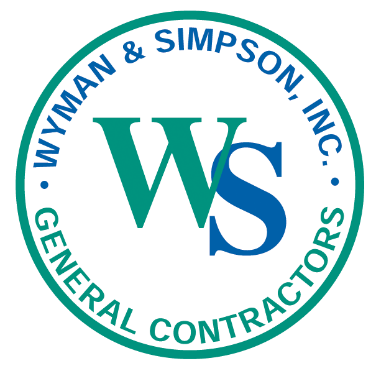 WYMAN & SIMPSON, INC.
WS
• GENERAL CONTRACTORS •